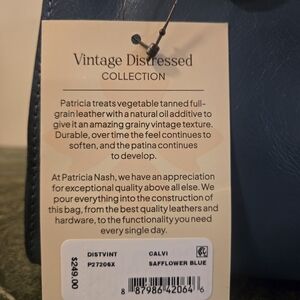 Vintage Distressed
COLLECTION
Patricia treats vegetable tanned full-
grain leather with a natural oil additive to
give it an amazing grainy vintage texture.
Durable, over time the feel continues to
soften, and the patina continues
to develop.
At Patricia Nash, we have an appreciation
for exceptional quality above all else. We
pour everything into the construction of
this bag, from the best quality leathers and
hardware, to the functionality you need
every single day.
DISTVINT CALVI
P27206X SAFFLOWER BLUE
$249.00
8 87986 42064 6